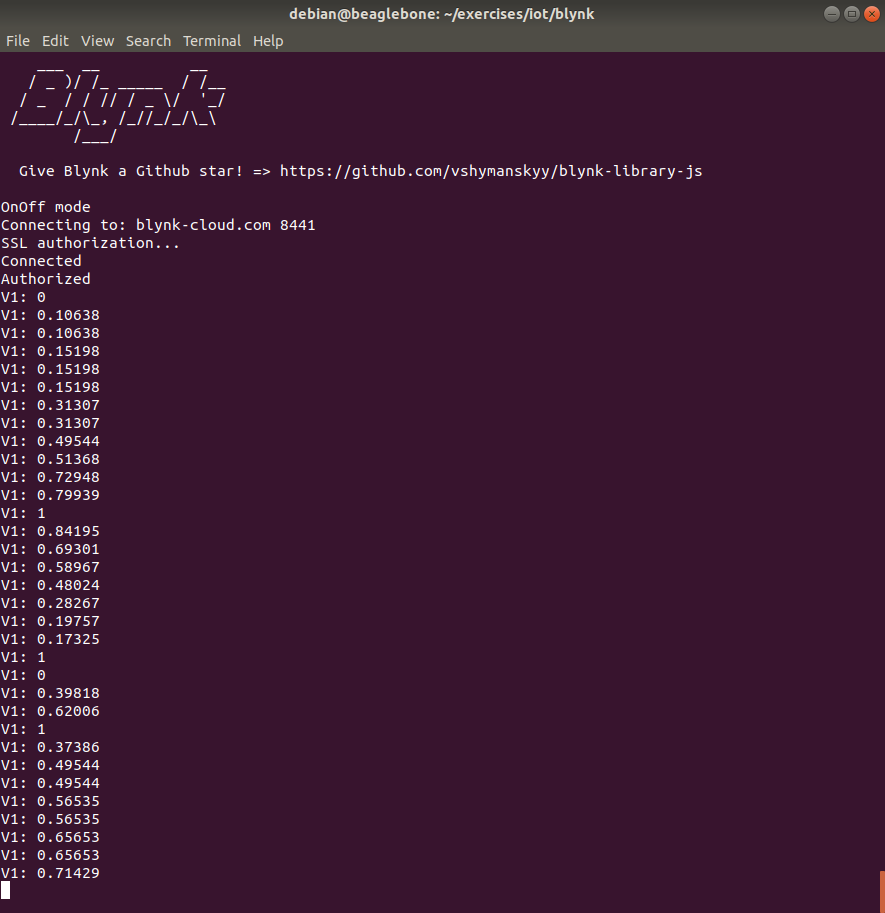 debian@beaglebone: ~/exercises/iot/blynk
File Edit View Search Terminal Help
    ___  __          __
   / _ )/ /_ _____  / /__
  / _  / / // / _ \/  '_/
 /____/_/\_, /_//_/_/\_\
        /___/
  Give Blynk a Github star! => https://github.com/vshymanskyy/blynk-library-js
OnOff mode
Connecting to: blynk-cloud.com 8441
SSL authorization...
Connected
Authorized
V1: 0
V1: 0.10638
V1: 0.10638
V1: 0.15198
V1: 0.15198
V1: 0.15198
V1: 0.31307
V1: 0.31307
V1: 0.49544
V1: 0.51368
V1: 0.72948
V1: 0.79939
V1: 1
V1: 0.84195
V1: 0.69301
V1: 0.58967
V1: 0.48024
V1: 0.28267
V1: 0.19757
V1: 0.17325
V1: 1
V1: 0
V1: 0.39818
V1: 0.62006
V1: 1
V1: 0.37386
V1: 0.49544
V1: 0.49544
V1: 0.56535
V1: 0.56535
V1: 0.65653
V1: 0.65653
V1: 0.71429